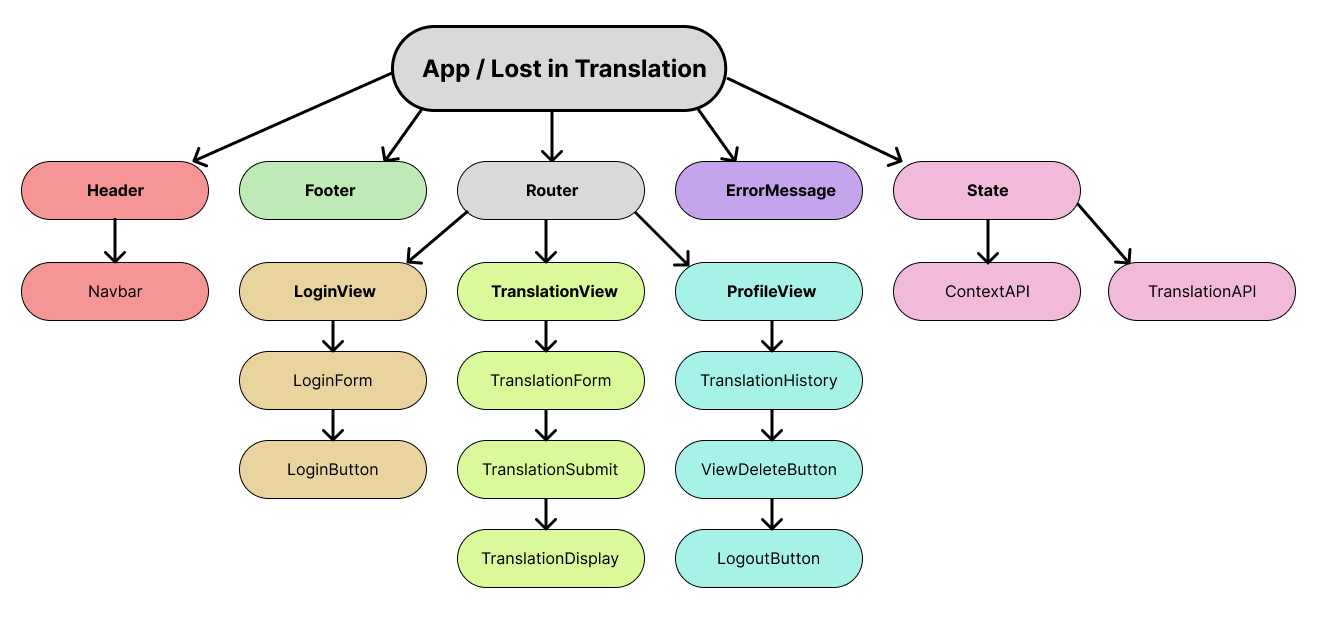 App / Lost in Translation
Header
Footer
Router
ErrorMessage
State
Navbar
LoginView
TranslationView
ProfileView
ContextAPI
TranslationAPI
LoginForm
TranslationForm
TranslationHistory
LoginButton
TranslationSubmit
ViewDeleteButton
TranslationDisplay
LogoutButton